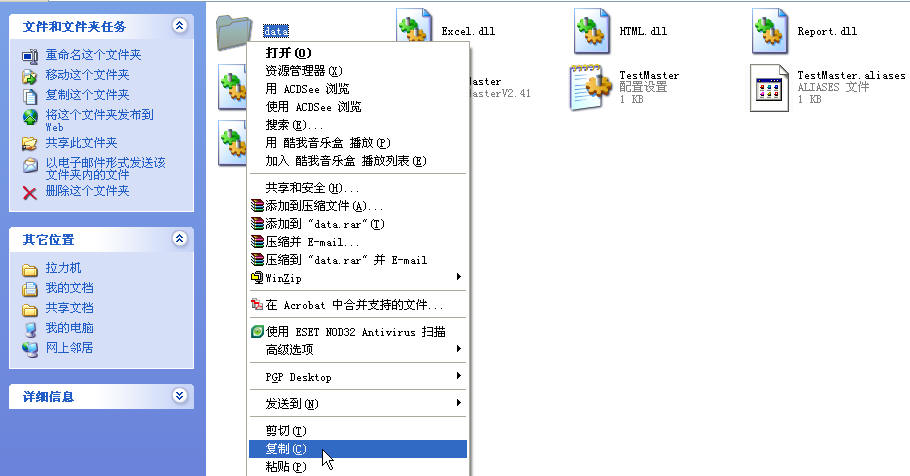 文件和文件夹任务
重命名这个文件夹
移动这个文件夹
复制这个文件夹
将这个文件夹发布到
Web
共享此文件夹
以电子邮件形式发送该
文件夹内的文件
删除这个文件夹
其它位置
拉力机
我的文档
共享文档
我的电脑
网上邻居
详细信息
data
Excel.dll
HTML.dll
Report.dll
ster
asterV2.41
TestMaster
配置设置
1 KB
TestMaster.aliases
ALIASES 文件
1 KB
打开(O)
资源管理器(X)
用 ACDSee 浏览
使用 ACDSee 浏览
搜索(E)...
用 酷我音乐盒 播放(P)
加入 酷我音乐盒 播放列表(E)
共享和安全(H)...
添加到压缩文件(A)...
添加到 "data.rar"(T)
压缩并 E-mail...
压缩到 "data.rar" 并 E-mail
WinZip
在 Acrobat 中合并支持的文件...
使用 ESET NOD32 Antivirus 扫描
高级选项
PGP Desktop
发送到(N)
剪切(T)
复制(C)
粘贴(P)